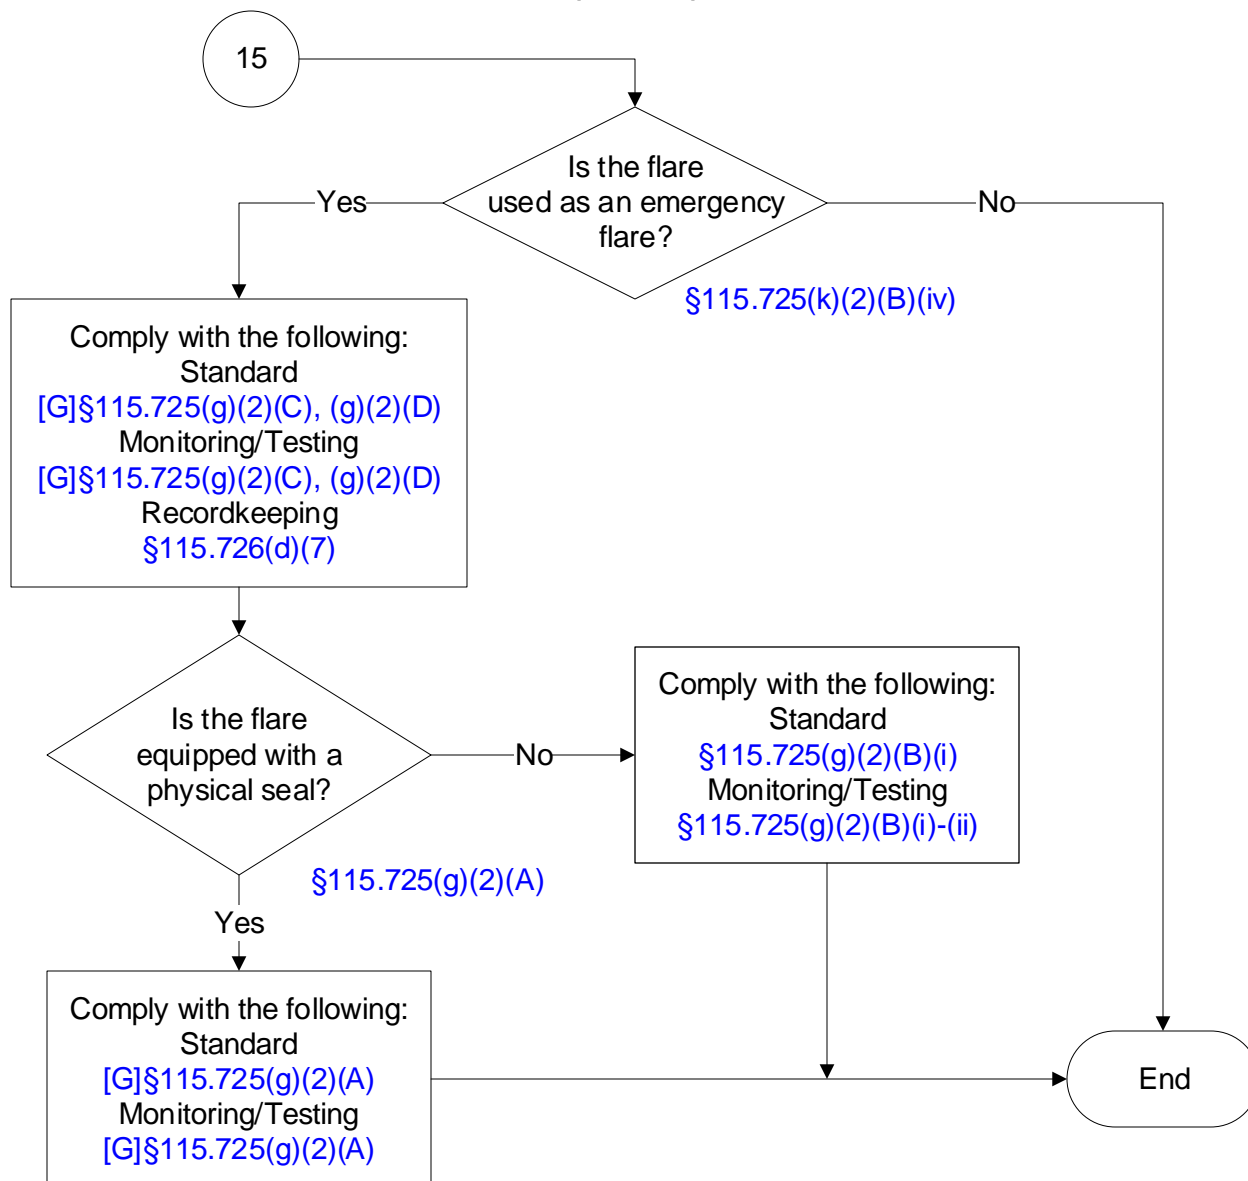 15
Is the flare
used as an emergency
flare?
Yes
No
§115.725(k)(2)(B)(iv)
Comply with the following:
Standard
[G]§115.725(g)(2)(C), (g)(2)(D)
Monitoring/Testing
[G]§115.725(g)(2)(C), (g)(2)(D)
Recordkeeping
§115.726(d)(7)
Is the flare
equipped with a
physical seal?
No
Comply with the following:
Standard
§115.725(g)(2)(B)(i)
Monitoring/Testing
§115.725(g)(2)(B)(i)-(ii)
§115.725(g)(2)(A)
Yes
Comply with the following:
Standard
[G]§115.725(g)(2)(A)
Monitoring/Testing
[G]§115.725(g)(2)(A)
End